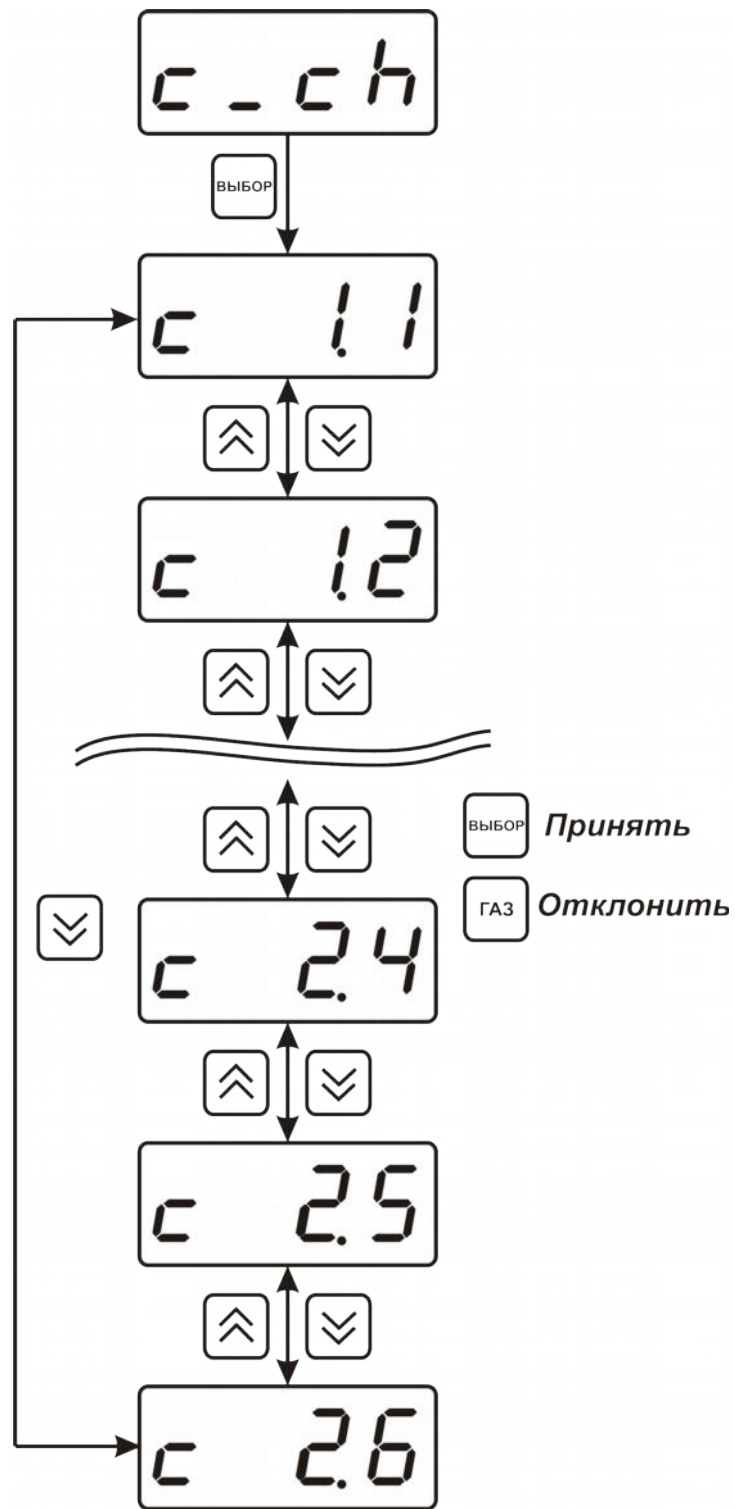 c_ch
ВЫБОР
c 1.1
c 1.2
ВЫБОР Принять
ГАЗ Отклонить
c 2.4
c 2.5
c 2.6